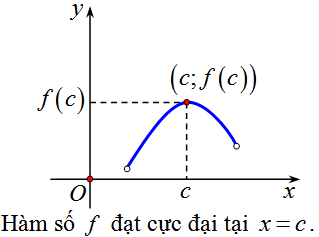 y
(c; f(c))
f(c)
O
c
x
Hàm số f đạt cực đại tại x = c.